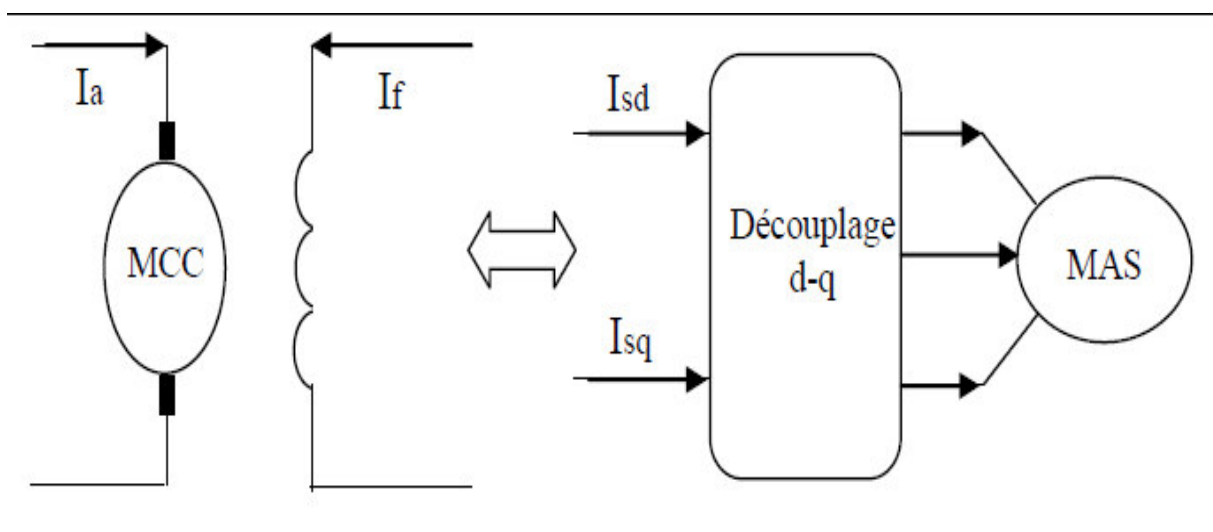 Ia
If
MCC
Isd
Isq
Découplage
d-q
MAS